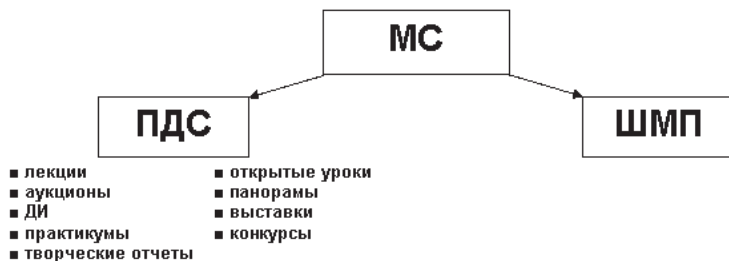 МС
ПДС
ШМП
▪ лекции
▪ аукционы
▪ ДИ
▪ практикумы
▪ творческие отчеты
▪ открытые уроки
▪ панорамы
▪ выставки
▪ конкурсы